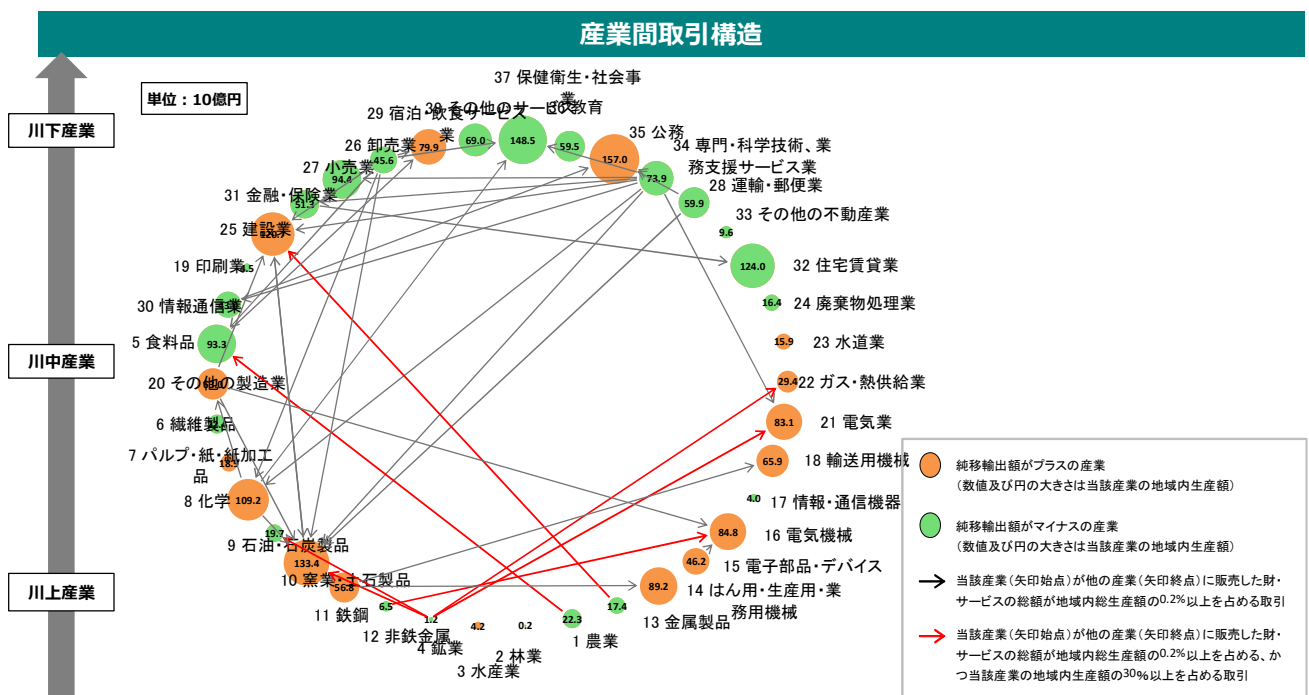 産業間取引構造
単位：10億円
川下産業
川中産業
川上産業
37 保健衛生・社会事
業
38 その他のサービス
36 教育
29 宿泊・飲食サービス
業
35 公務
34 専門・科学技術、業
務支援サービス業
26 卸売業
27 小売業
28 運輸・郵便業
31 金融・保険業
33 その他の不動産業
25 建設業
32 住宅賃貸業
19 印刷業
24 廃棄物処理業
30 情報通信業
23 水道業
5 食料品
22 ガス・熱供給業
20 その他の製造業
21 電気業
6 繊維製品
18 輸送用機械
7 パルプ・紙・紙加工
品
17 情報・通信機器
8 化学
16 電気機械
9 石油・石炭製品
15 電子部品・デバイス
10 窯業・土石製品
14 はん用・生産用・業
務用機械
11 鉄鋼
13 金属製品
12 非鉄金属
4 鉱業
3 水産業
2 林業
1 農業
79.9
69.0
148.5
59.5
157.0
73.9
59.9
9.6
124.0
16.4
15.9
29.4
83.1
65.9
4.0
84.8
46.2
89.2
17.4
22.3
0.2
4.2
1.2
6.5
56.8
133.4
19.7
109.2
18.9
93.3
4.5
51.3
94.4
45.6
純移輸出額がプラスの産業
（数値及び円の大きさは当該産業の地域内生産額）
純移輸出額がマイナスの産業
（数値及び円の大きさは当該産業の地域内生産額）
当該産業（矢印始点）が他の産業（矢印終点）に販売した財・
サービスの総額が地域内総生産額の0.2%以上を占める取引
当該産業（矢印始点）が他の産業（矢印終点）に販売した財・
サービスの総額が地域内総生産額の0.2%以上を占める、か
つ当該産業の地域内生産額の30%以上を占める取引